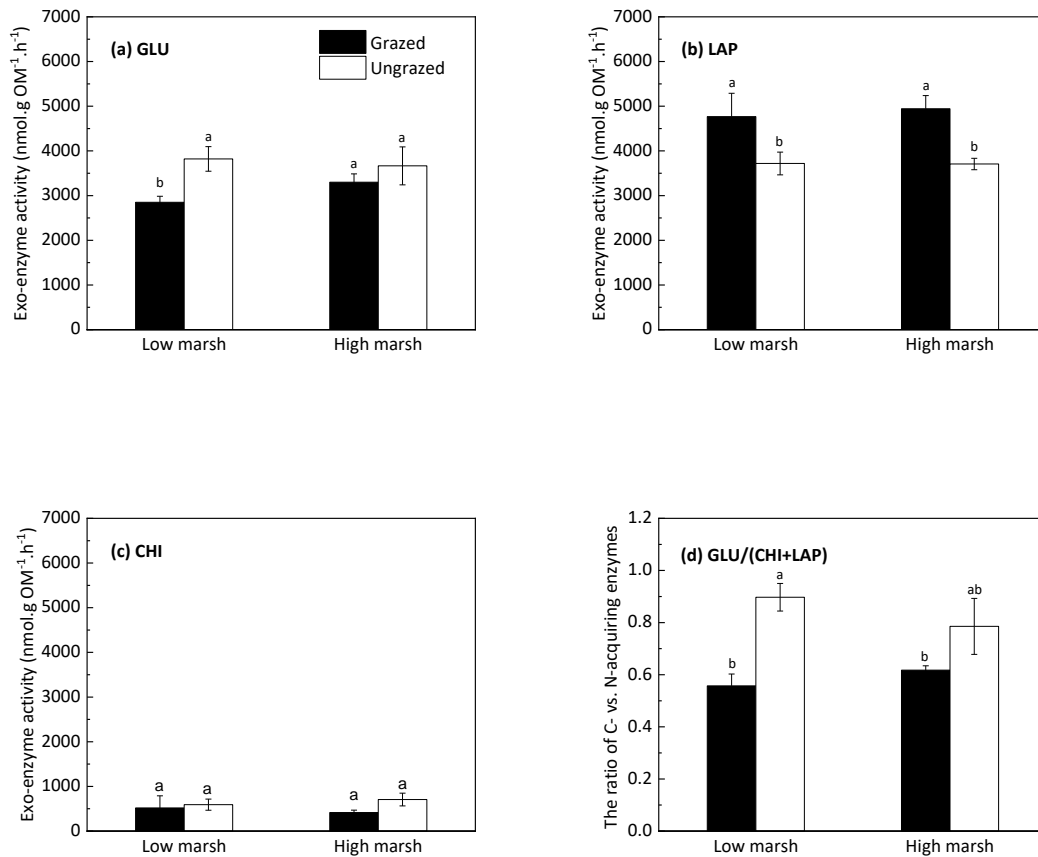 (a) GLU
Grazed
Ungrazed
7000
6000
5000
4000
3000
2000
1000
0
Exo-enzyme activity (nmol.g OM⁻¹.h⁻¹)
b
a
a
a
Low marsh
High marsh
(b) LAP
7000
6000
5000
4000
3000
2000
1000
0
Exo-enzyme activity (nmol.g OM⁻¹.h⁻¹)
a
b
a
b
Low marsh
High marsh
(c) CHI
7000
6000
5000
4000
3000
2000
1000
0
Exo-enzyme activity (nmol.g OM⁻¹.h⁻¹)
a
a
a
a
Low marsh
High marsh
(d) GLU/(CHI+LAP)
1.2
1.0
0.8
0.6
0.4
0.2
0.0
The ratio of C- vs. N-acquiring enzymes
b
a
b
ab
Low marsh
High marsh